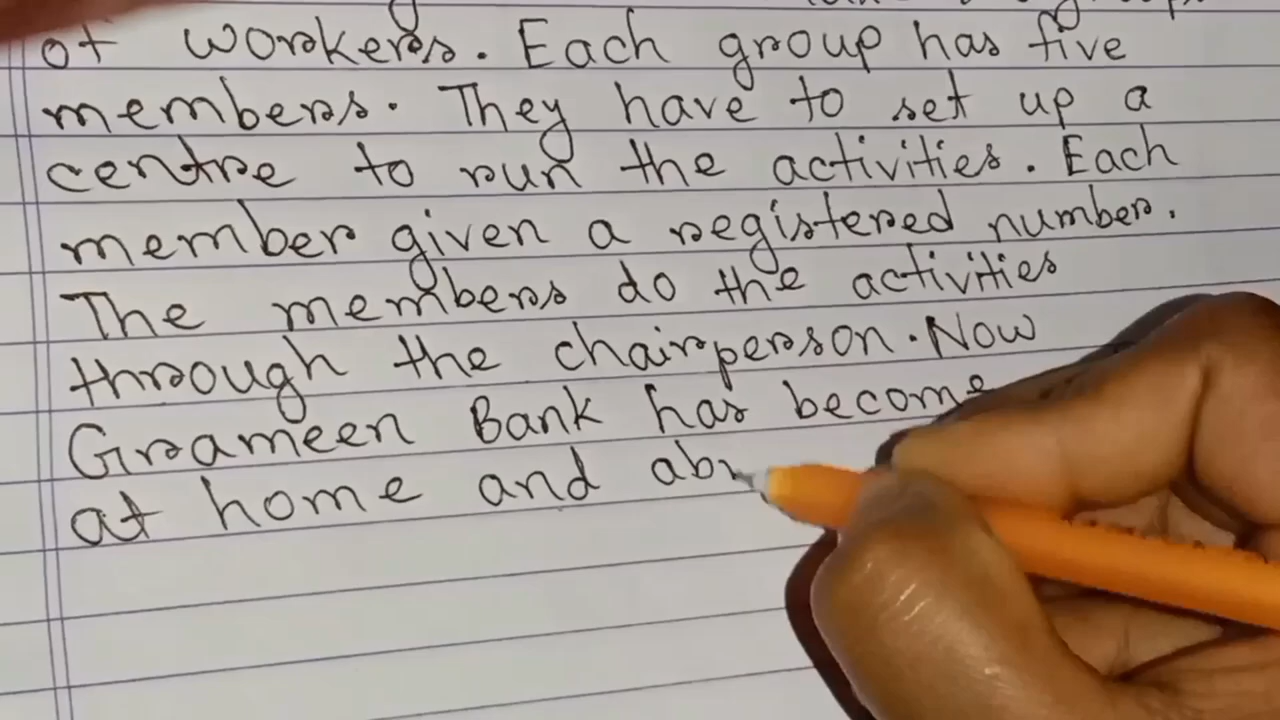 of workers. Each group has five
members. They have to set up a
centre to run the activities. Each
member given a registered number.
The members do the activities
through the chairperson. Now
Grameen Bank has become
at home and abr